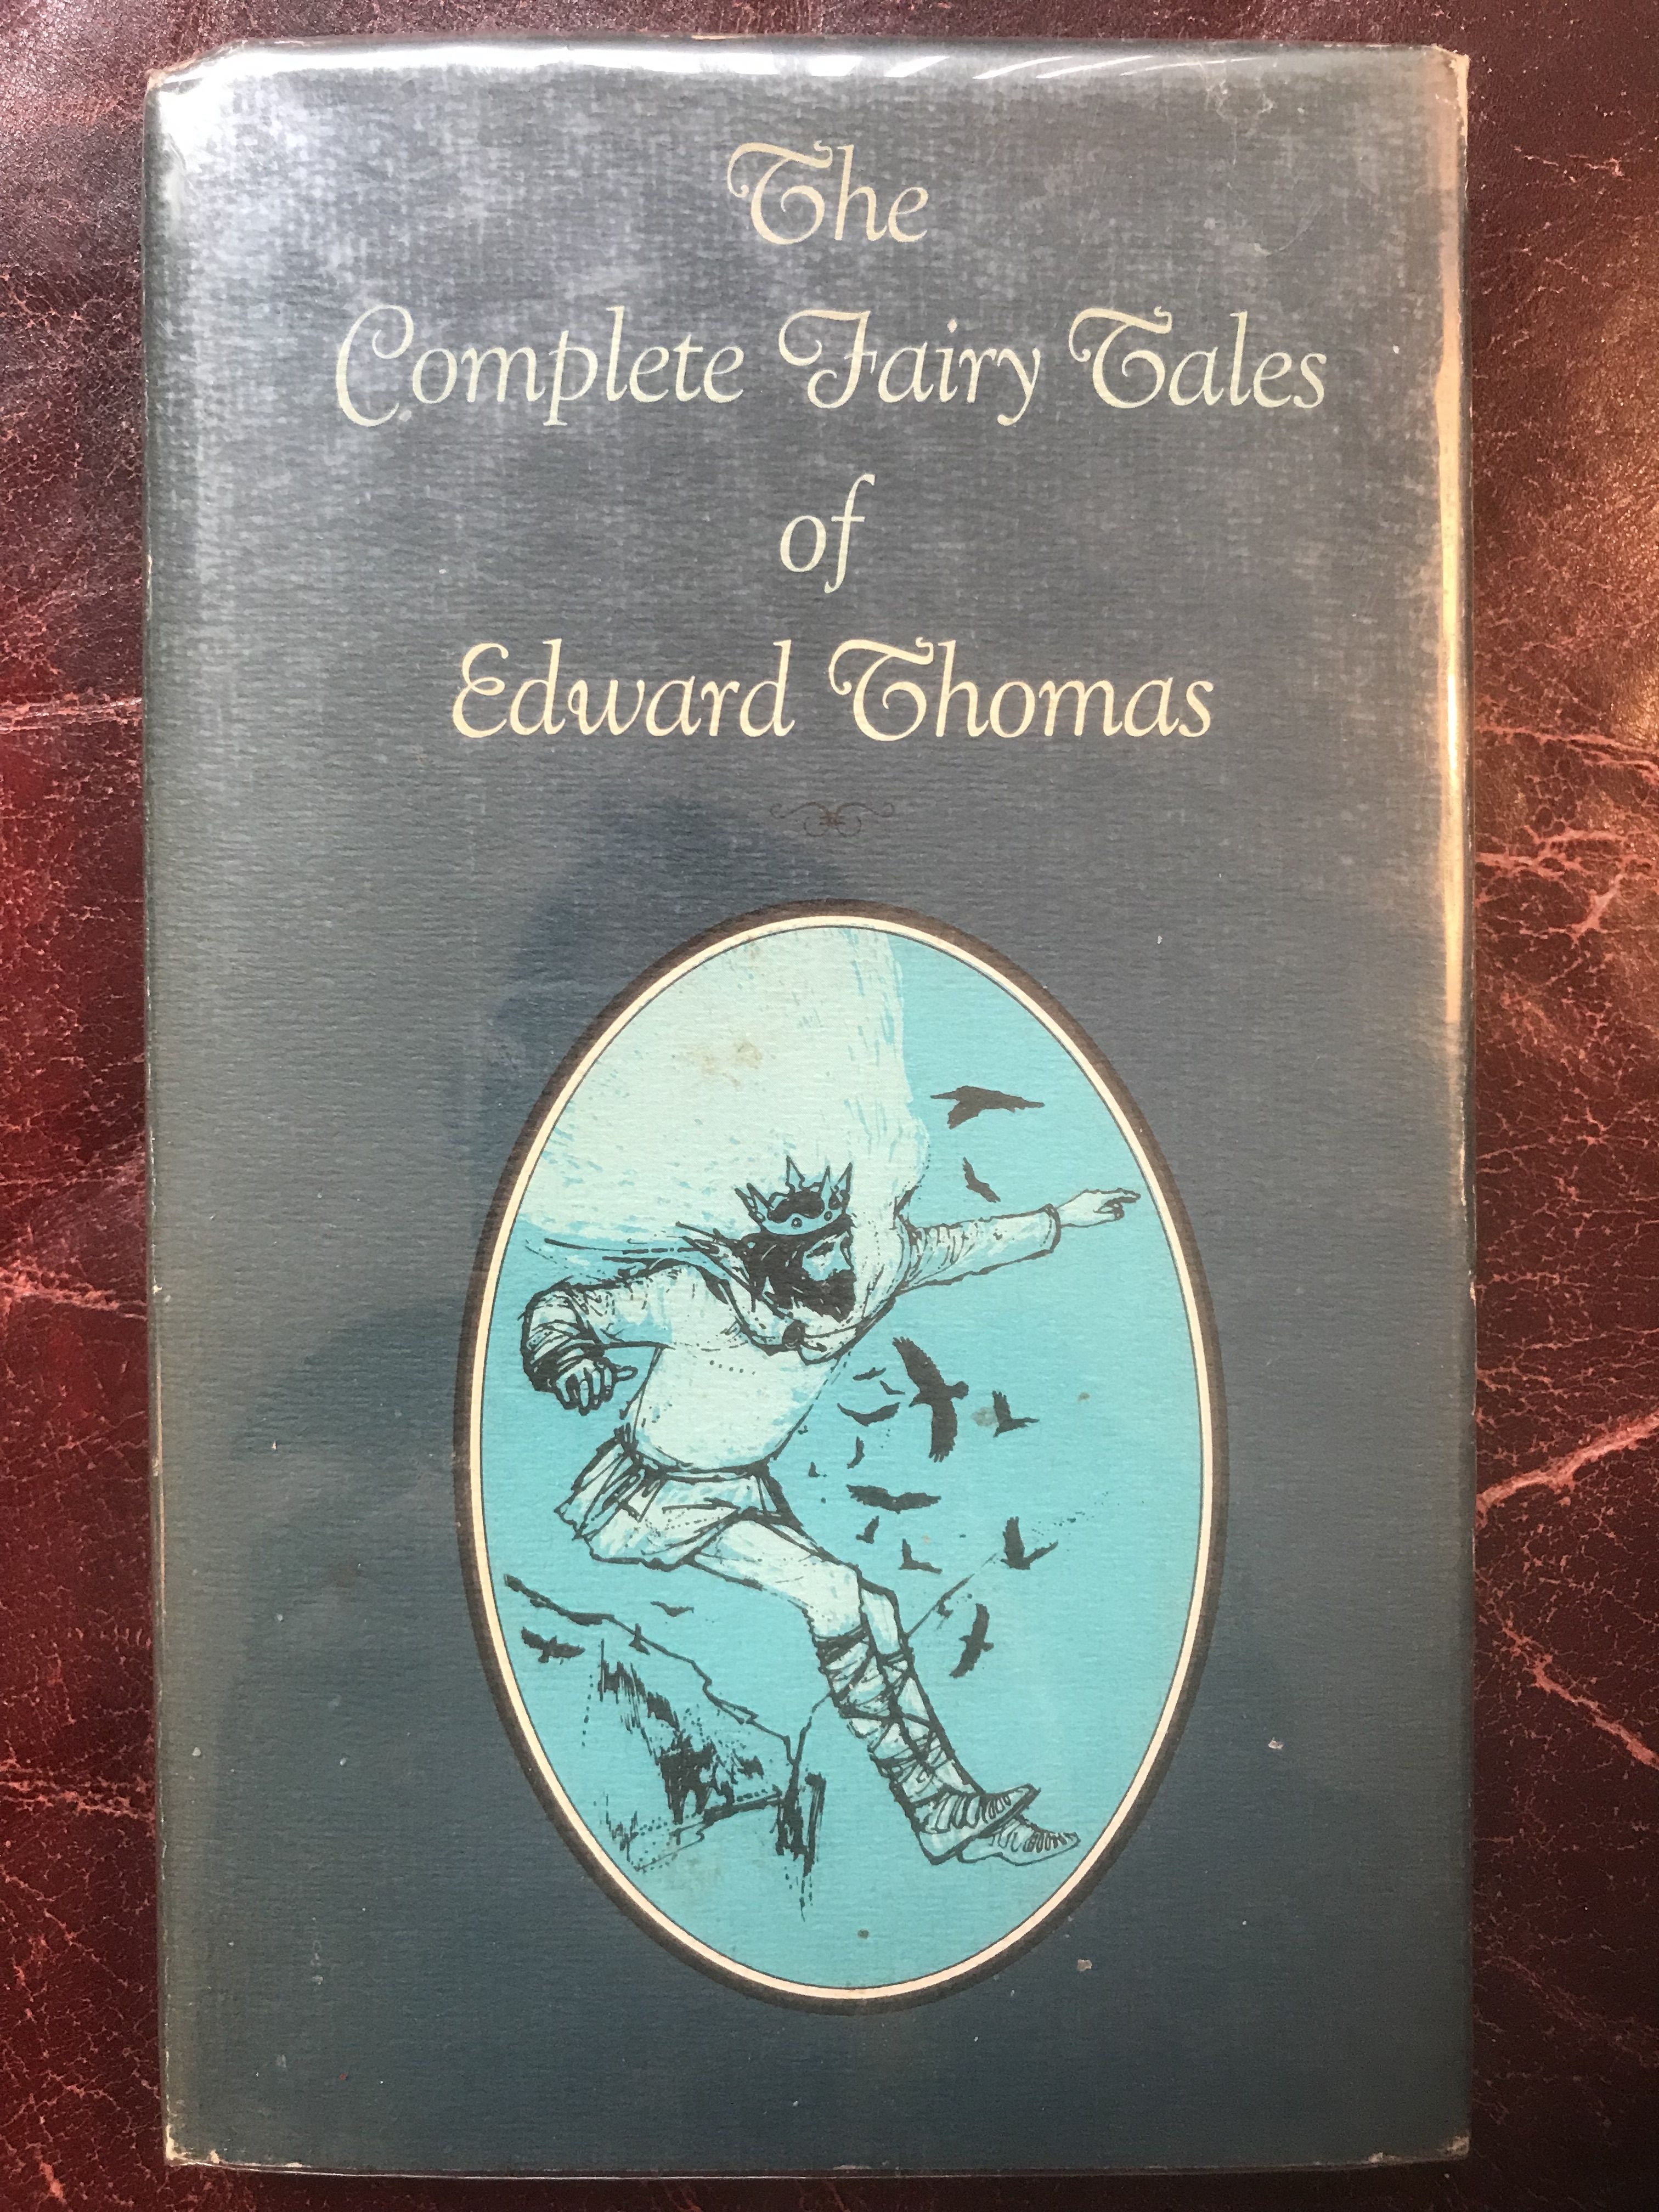 The
Complete Fairy Tales
of
Edward Thomas